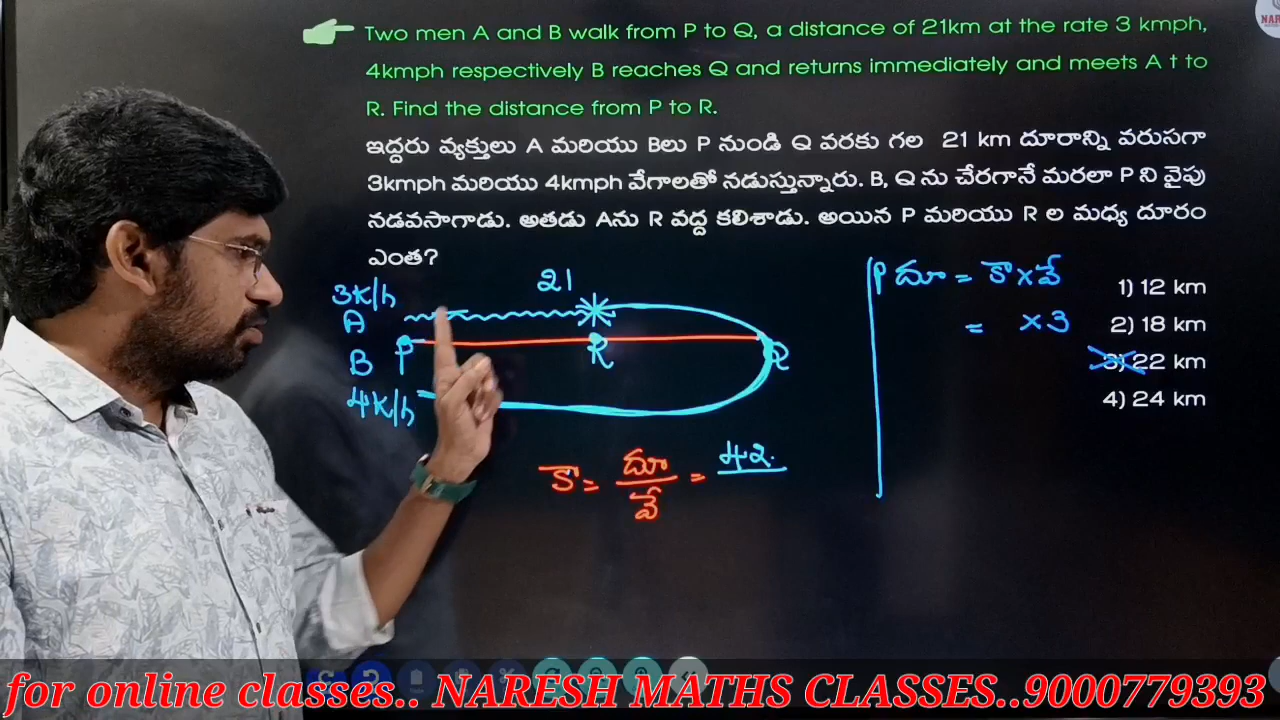 Two men A and B walk from P to Q, a distance of 21km at the rate 3 kmph,
4kmph respectively B reaches Q and returns immediately and meets A t to
R. Find the distance from P to R.
ఇద్దరు వ్యక్తులు A మరియు Bలు P నుండి Q వరకు గల 21 km దూరాన్ని వరుసగా
3kmph మరియు 4kmph వేగాలతో నడుస్తున్నారు. B, Q ను చేరగానే మరలా P ని వైపు
నడవసాగాడు. అతడు Aను R వద్ద కలిశాడు. అయిన P మరియు R ల మధ్య దూరం
ఎంత?
3K/h
A
21
P
R
Q
B
4K/h
కా = దూ / వే = 42
P దూ = కా × వే
= ×3
1) 12 km
2) 18 km
3) 22 km
4) 24 km
for online classes.. NARESH MATHS CLASSES..9000779393